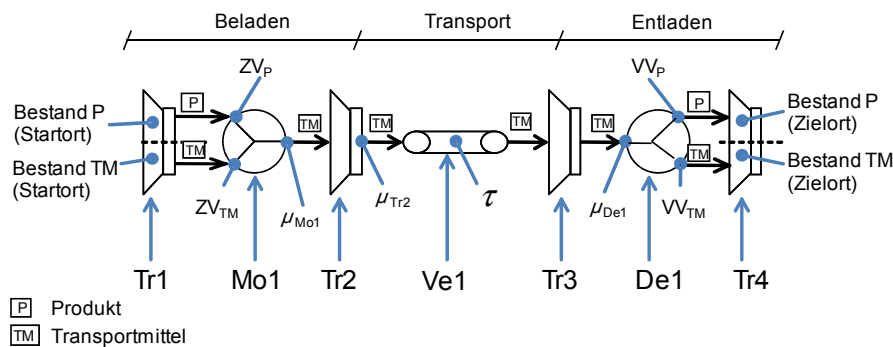 Beladen Transport Entladen
ZV_P VV_P
P P
Bestand P
(Startort)
Bestand P
(Zielort)
TM TM TM TM TM TM
Bestand TM
(Startort)
Bestand TM
(Zielort)
ZV_TM μ_Mo1 μ_Tr2 τ μ_De1 VV_TM
Tr1 Mo1 Tr2 Ve1 Tr3 De1 Tr4
P Produkt
TM Transportmittel